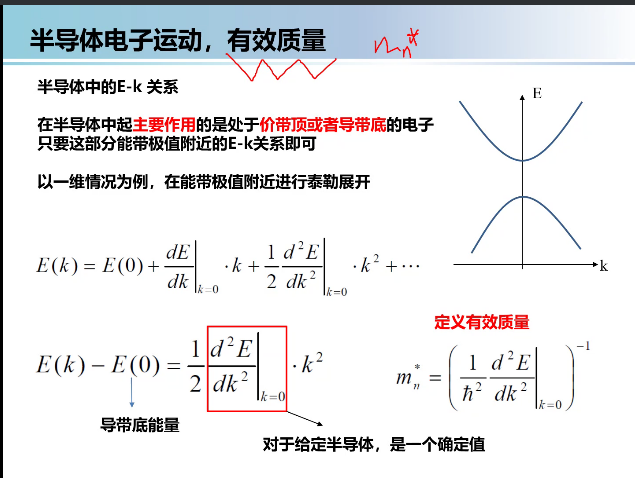 半导体电子运动，有效质量 m_n^*
半导体中的E-k 关系
E
在半导体中起主要作用的是处于价带顶或者导带底的电子
只要这部分能带极值附近的E-k关系即可
以一维情况为例，在能带极值附近进行泰勒展开
k
E(k) = E(0) + dE/dk|_{k=0} · k + 1/2 d²E/dk²|_{k=0} · k² + ⋯
定义有效质量
E(k) − E(0) = 1/2 d²E/dk²|_{k=0} · k²
m_n^* = (1/ħ² d²E/dk²|_{k=0})^{−1}
导带底能量
对于给定半导体，是一个确定值